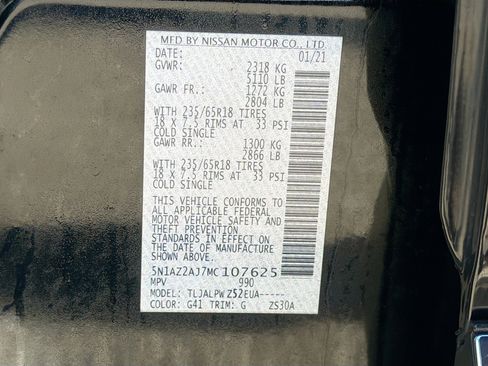 MFD BY NISSAN MOTOR CO., LTD.
DATE: 01/21
GVWR: 2318 KG
5110 LB
GAWR FR.: 1272 KG
2804 LB
WITH 235/65R18 TIRES
18 X 7.5 RIMS AT 33 PSI
COLD SINGLE
GAWR RR.: 1300 KG
2866 LB
WITH 235/65R18 TIRES
18 X 7.5 RIMS AT 33 PSI
COLD SINGLE
THIS VEHICLE CONFORMS TO
ALL APPLICABLE FEDERAL
MOTOR VEHICLE SAFETY AND
THEFT PREVENTION
STANDARDS IN EFFECT ON
THE DATE OF MANUFACTURE
SHOWN ABOVE.
5N1AZ2AJ7MC107625
MPV 990
MODEL: TLJALPWZ52EUA-----
COLOR: G41 TRIM: G ZS30A